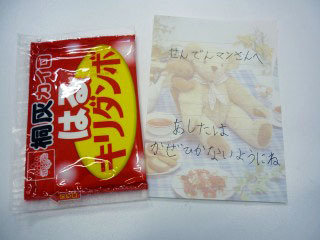 桐灰カイロ
はる
キリダンボ
せんでんマンさんへ
あしたは
かぜひかないようにね